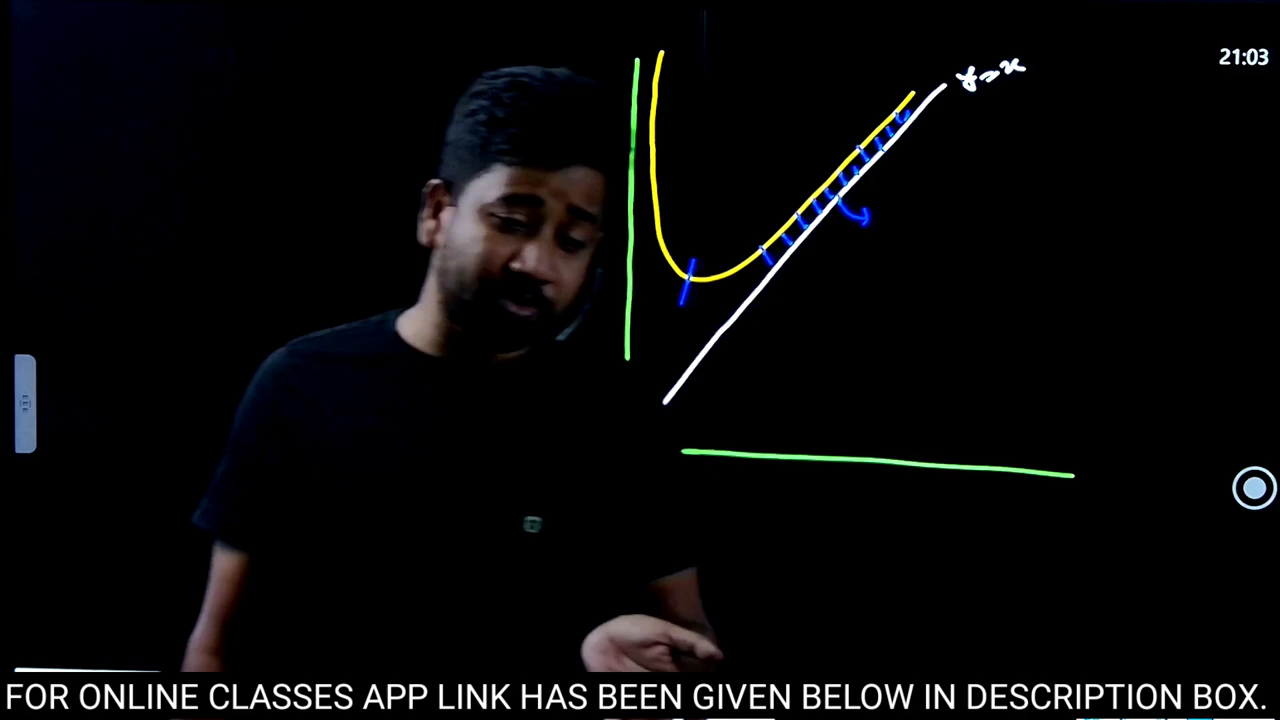 21:03
y=x
FOR ONLINE CLASSES APP LINK HAS BEEN GIVEN BELOW IN DESCRIPTION BOX.